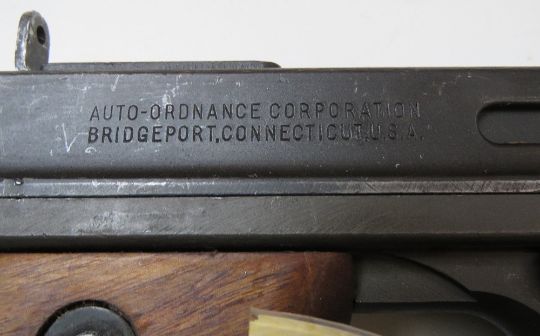 AUTO-ORDNANCE CORPORATION
BRIDGEPORT, CONNECTICUT, U.S.A.